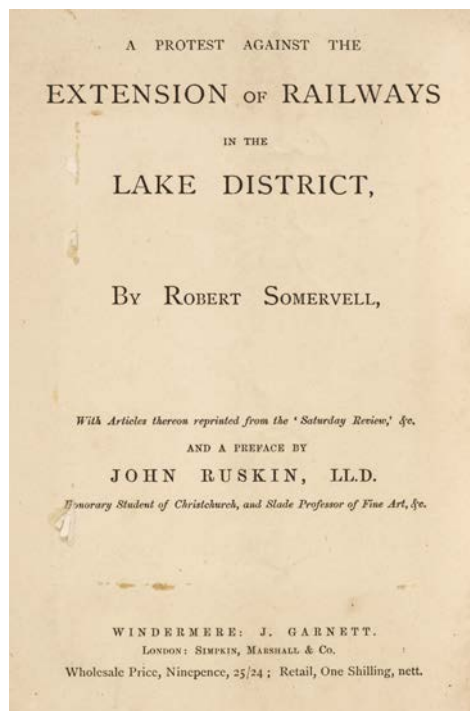 A PROTEST AGAINST THE
EXTENSION OF RAILWAYS
IN THE
LAKE DISTRICT,
BY ROBERT SOMERVELL,
With Articles thereon reprinted from the ‘Saturday Review,’ &c.
AND A PREFACE BY
JOHN RUSKIN, LL.D.
Honorary Student of Christchurch, and Slade Professor of Fine Art, &c.
WINDERMERE: J. GARNETT.
LONDON: SIMPKIN, MARSHALL & CO.
Wholesale Price, Ninepence, 25/24; Retail, One Shilling, nett.